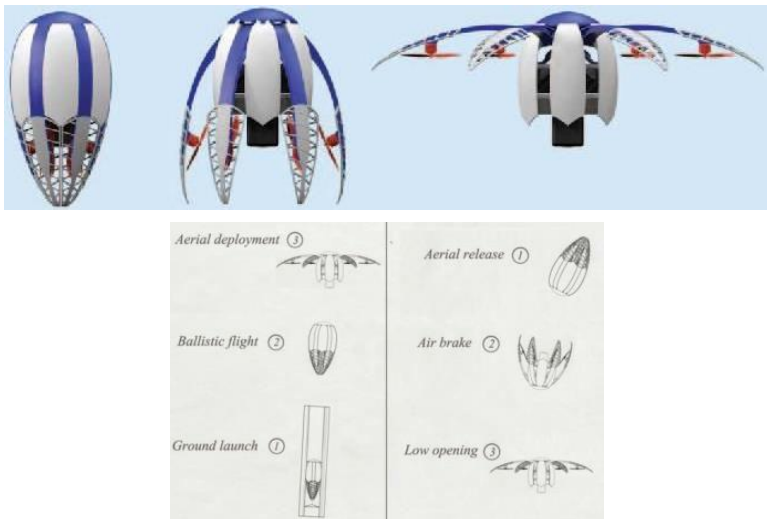 Aerial deployment ③
Ballistic flight ②
Ground launch ①
Aerial release ①
Air brake ②
Low opening ③